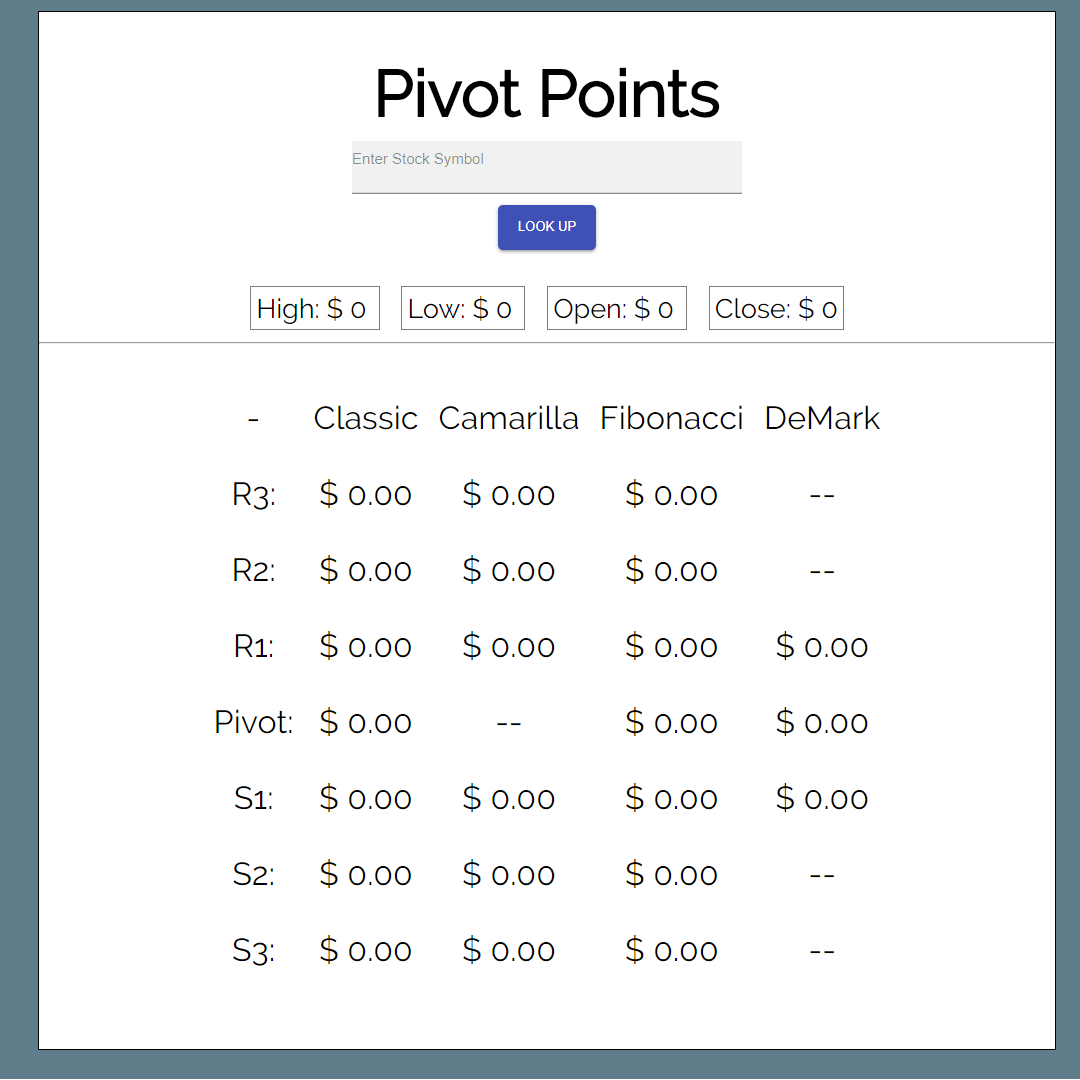 Pivot Points
Enter Stock Symbol
LOOK UP
High: $ 0 Low: $ 0 Open: $ 0 Close: $ 0
- Classic Camarilla Fibonacci DeMark
R3: $ 0.00 $ 0.00 $ 0.00 --
R2: $ 0.00 $ 0.00 $ 0.00 --
R1: $ 0.00 $ 0.00 $ 0.00 $ 0.00
Pivot: $ 0.00 -- $ 0.00 $ 0.00
S1: $ 0.00 $ 0.00 $ 0.00 $ 0.00
S2: $ 0.00 $ 0.00 $ 0.00 --
S3: $ 0.00 $ 0.00 $ 0.00 --